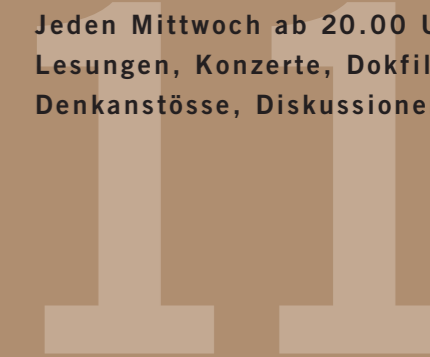 Jeden Mittwoch ab 20.00 U
Lesungen, Konzerte, Dokfil
Denkanstösse, Diskussione
11